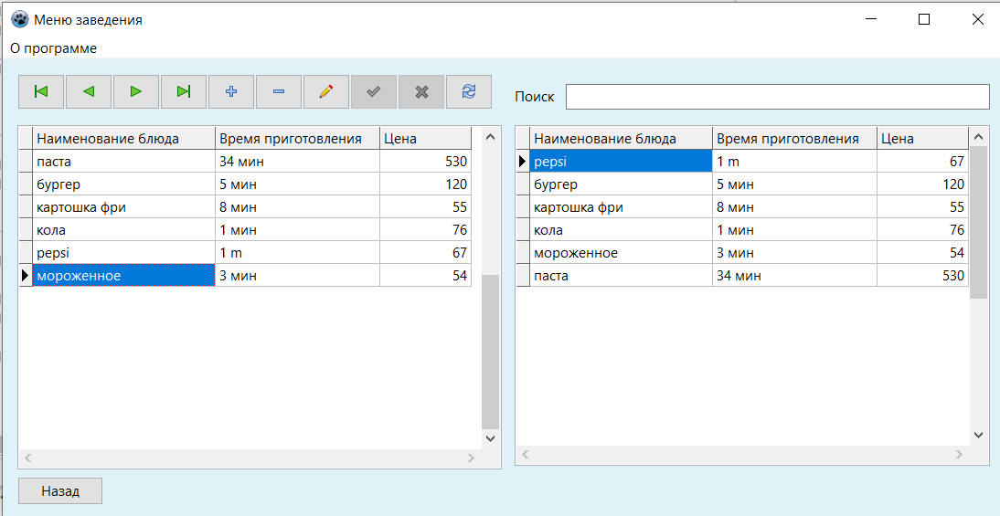 Меню заведения
О программе
Поиск
Наименование блюда Время приготовления Цена
паста 34 мин 530
бургер 5 мин 120
картошка фри 8 мин 55
кола 1 мин 76
pepsi 1 m 67
мороженное 3 мин 54
Наименование блюда Время приготовления Цена
pepsi 1 m 67
бургер 5 мин 120
картошка фри 8 мин 55
кола 1 мин 76
мороженное 3 мин 54
паста 34 мин 530
Назад